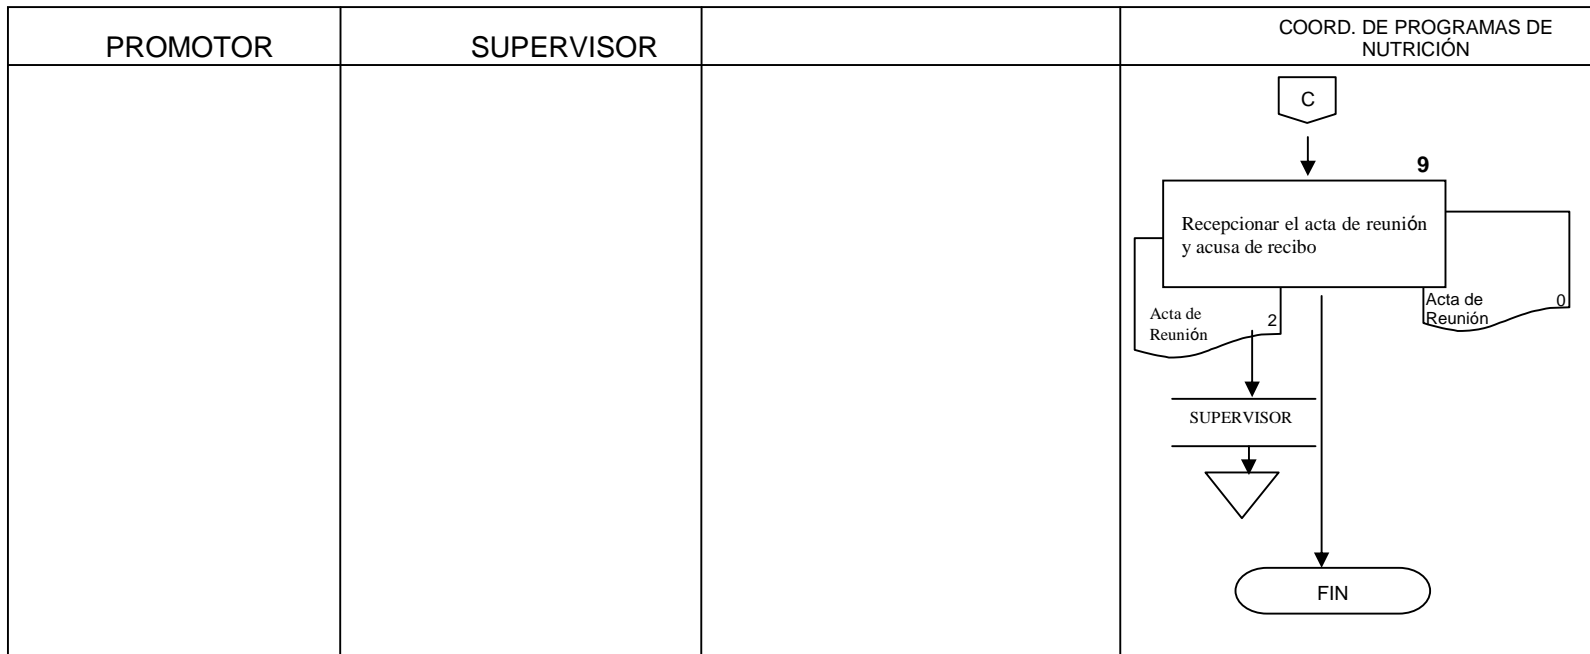 PROMOTOR
SUPERVISOR
COORD. DE PROGRAMAS DE
NUTRICIÓN
C
9
Recepcionar el acta de reunión
y acusa de recibo
Acta de
Reunión
2
Acta de
Reunión
0
SUPERVISOR
FIN